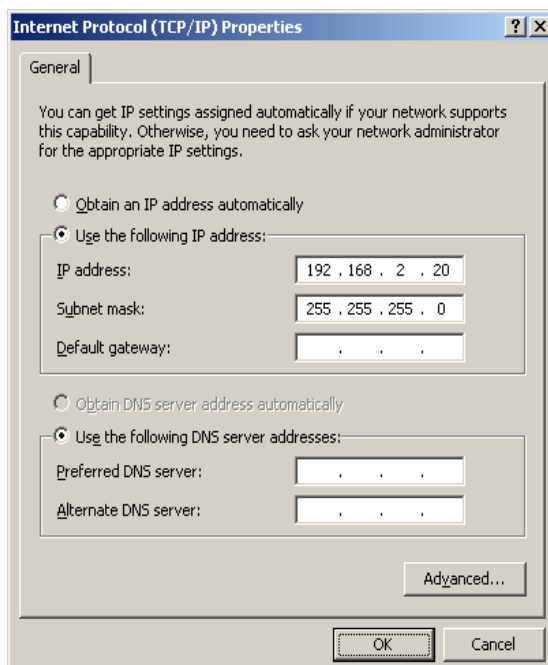 Internet Protocol (TCP/IP) Properties
General
You can get IP settings assigned automatically if your network supports
this capability. Otherwise, you need to ask your network administrator
for the appropriate IP settings.
Obtain an IP address automatically
Use the following IP address:
IP address: 192 . 168 . 2 . 20
Subnet mask: 255 . 255 . 255 . 0
Default gateway: . . .
Obtain DNS server address automatically
Use the following DNS server addresses:
Preferred DNS server: . . .
Alternate DNS server: . . .
Advanced...
OK Cancel